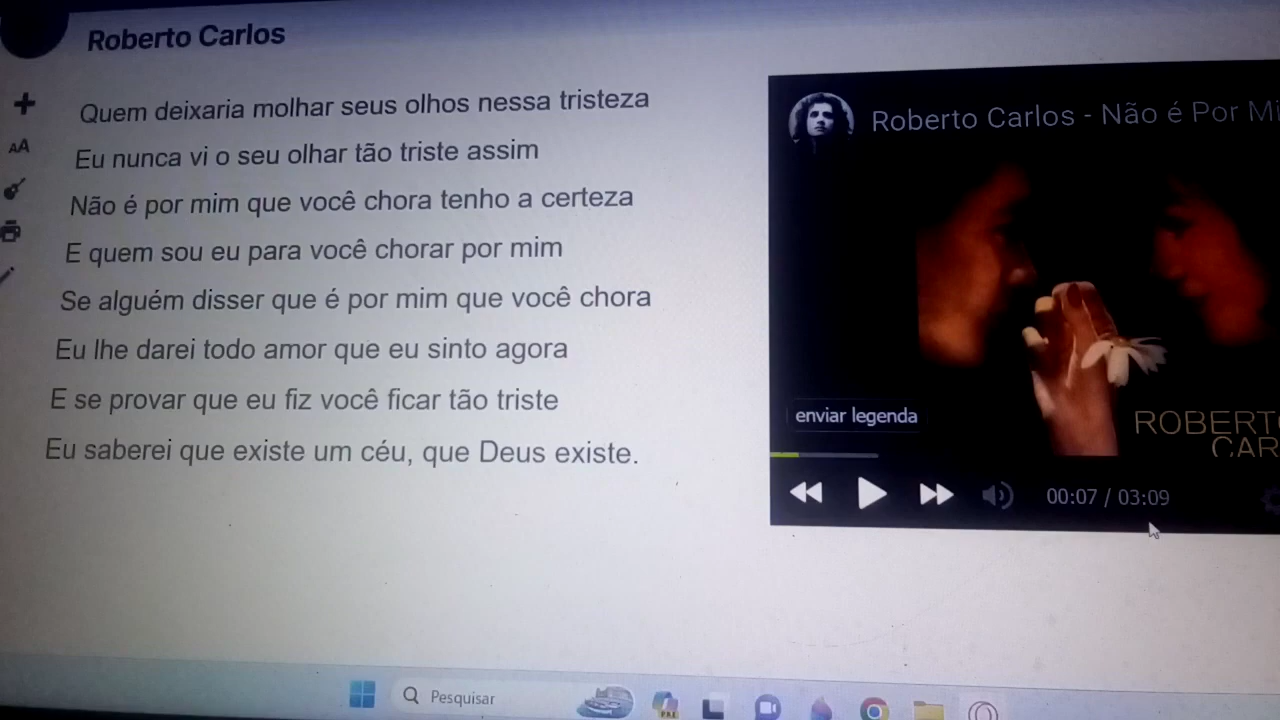 Roberto Carlos
AA
Quem deixaria molhar seus olhos nessa tristeza
Eu nunca vi o seu olhar tão triste assim
Não é por mim que você chora tenho a certeza
E quem sou eu para você chorar por mim
Se alguém disser que é por mim que você chora
Eu lhe darei todo amor que eu sinto agora
E se provar que eu fiz você ficar tão triste
Eu saberei que existe um céu, que Deus existe.
Roberto Carlos - Não é Por Mi
ROBERTO
CAR
enviar legenda
00:07 / 03:09
Pesquisar
PRE